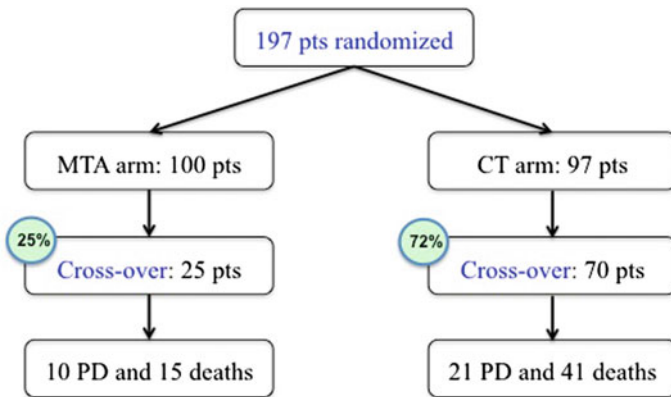 197 pts randomized
MTA arm: 100 pts
CT arm: 97 pts
25%
72%
Cross-over: 25 pts
Cross-over: 70 pts
10 PD and 15 deaths
21 PD and 41 deaths